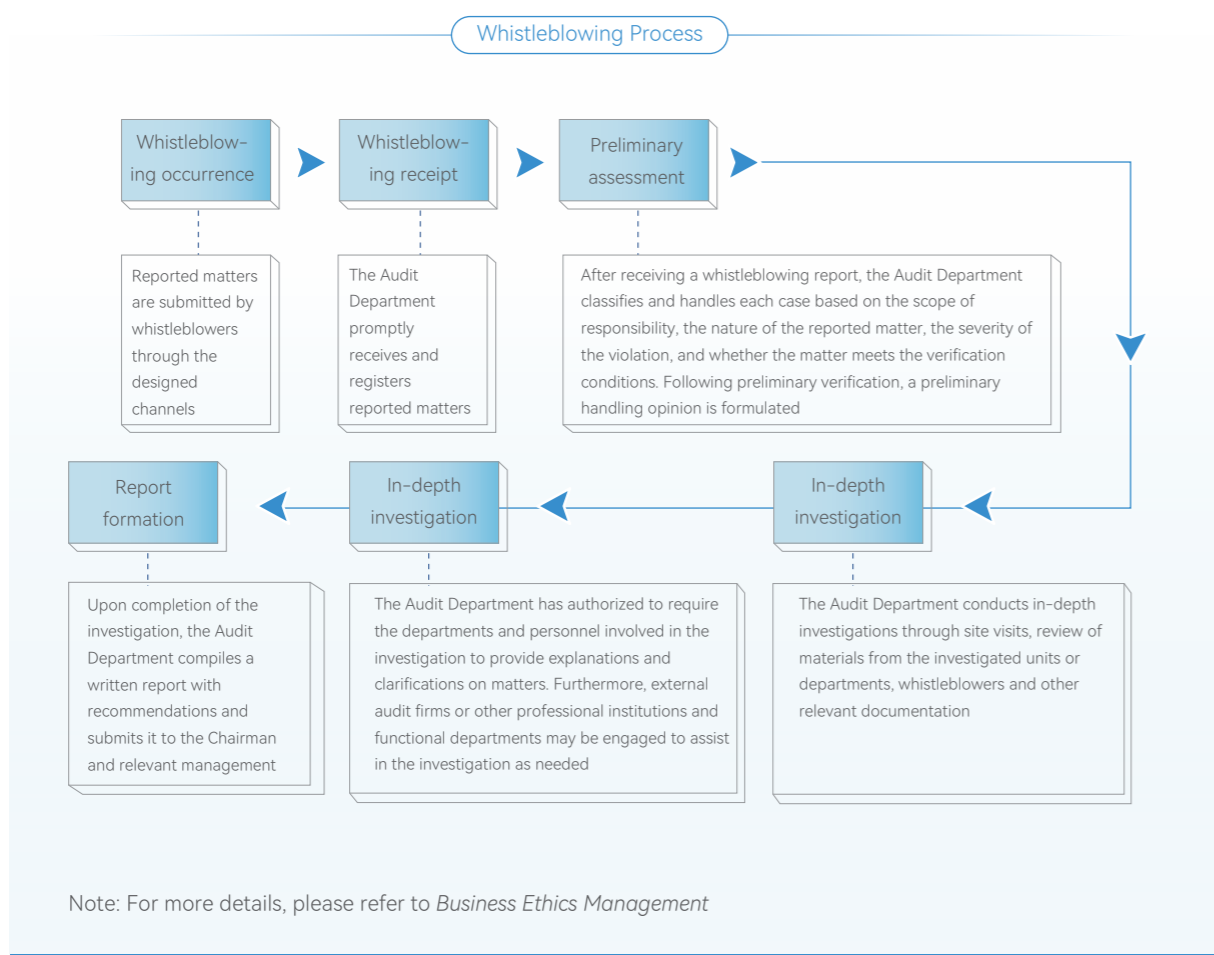 Whistleblowing Process
Whistleblow-
ing occurrence
Whistleblow-
ing receipt
Preliminary
assessment
Reported matters
are submitted by
whistleblowers
through the
designed
channels
The Audit
Department
promptly
receives and
registers
reported matters
After receiving a whistleblowing report, the Audit Department
classifies and handles each case based on the scope of
responsibility, the nature of the reported matter, the severity of
the violation, and whether the matter meets the verification
conditions. Following preliminary verification, a preliminary
handling opinion is formulated
In-depth
investigation
The Audit Department conducts in-depth
investigations through site visits, review of
materials from the investigated units or
departments, whistleblowers and other
relevant documentation
In-depth
investigation
The Audit Department has authorized to require
the departments and personnel involved in the
investigation to provide explanations and
clarifications on matters. Furthermore, external
audit firms or other professional institutions and
functional departments may be engaged to assist
in the investigation as needed
Report
formation
Upon completion of the
investigation, the Audit
Department compiles a
written report with
recommendations and
submits it to the Chairman
and relevant management
Note: For more details, please refer to Business Ethics Management